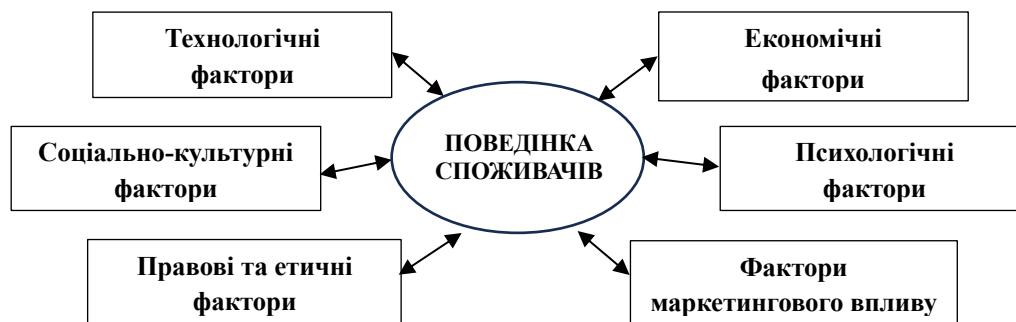 Технологічні
фактори
Економічні
фактори
Соціально-культурні
фактори
ПОВЕДІНКА
СПОЖИВАЧІВ
Психологічні
фактори
Правові та етичні
фактори
Фактори
маркетингового впливу